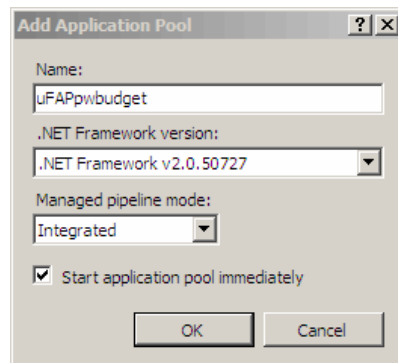 Add Application Pool
Name:
uFAPpwbudget
.NET Framework version:
.NET Framework v2.0.50727
Managed pipeline mode:
Integrated
Start application pool immediately
OK Cancel